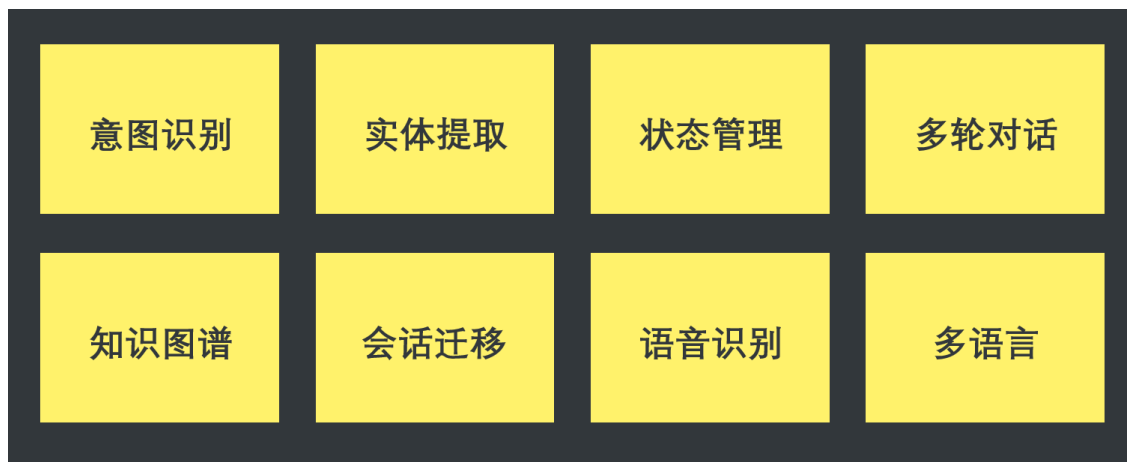 意图识别
实体提取
状态管理
多轮对话
知识图谱
会话迁移
语音识别
多语言